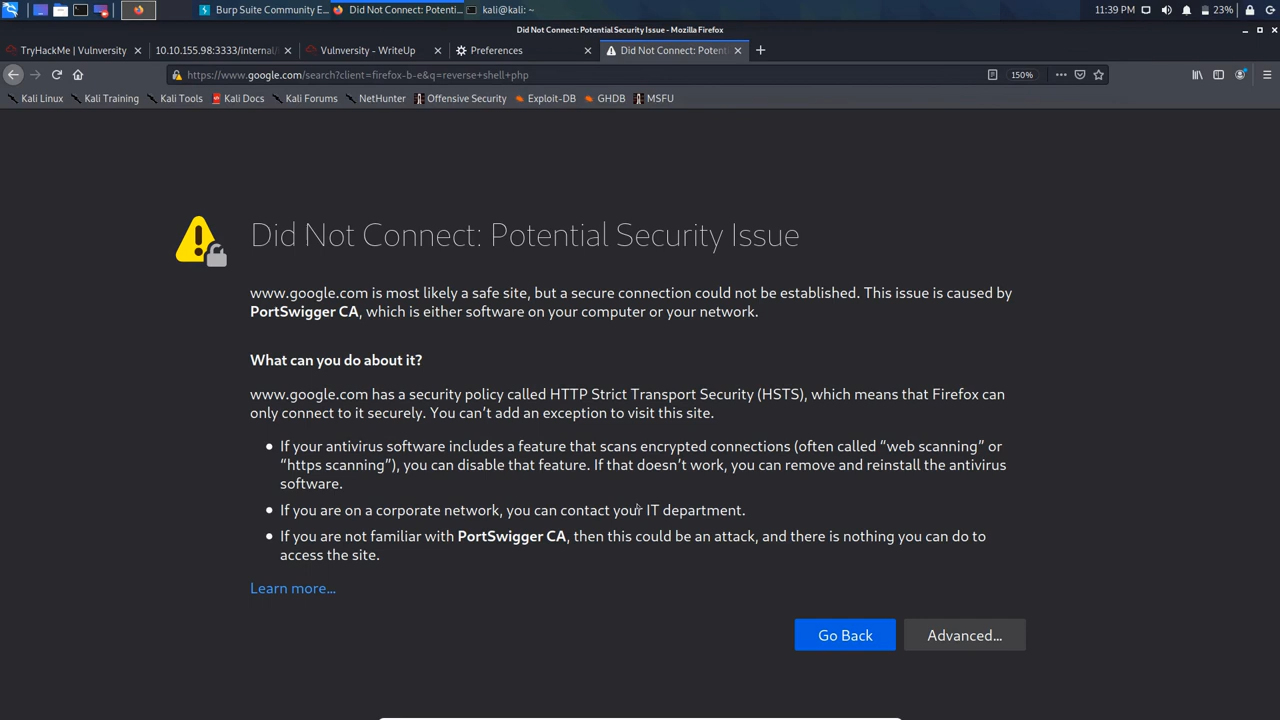 Burp Suite Community E...
Did Not Connect: Potenti...
kali@kali: ~
11:39 PM
23%
Did Not Connect: Potential Security Issue - Mozilla Firefox
TryHackMe | Vulnversity
10.10.155.98:3333/internal/
Vulnversity - WriteUp
Preferences
Did Not Connect: Potent
https://www.google.com/search?client=firefox-b-e&q=reverse+shell+php
150%
Kali Linux
Kali Training
Kali Tools
Kali Docs
Kali Forums
NetHunter
Offensive Security
Exploit-DB
GHDB
MSFU
Did Not Connect: Potential Security Issue
www.google.com is most likely a safe site, but a secure connection could not be established. This issue is caused by
PortSwigger CA, which is either software on your computer or your network.
What can you do about it?
www.google.com has a security policy called HTTP Strict Transport Security (HSTS), which means that Firefox can
only connect to it securely. You can’t add an exception to visit this site.
If your antivirus software includes a feature that scans encrypted connections (often called “web scanning” or
“https scanning”), you can disable that feature. If that doesn’t work, you can remove and reinstall the antivirus
software.
If you are on a corporate network, you can contact your IT department.
If you are not familiar with PortSwigger CA, then this could be an attack, and there is nothing you can do to
access the site.
Learn more...
Go Back
Advanced...